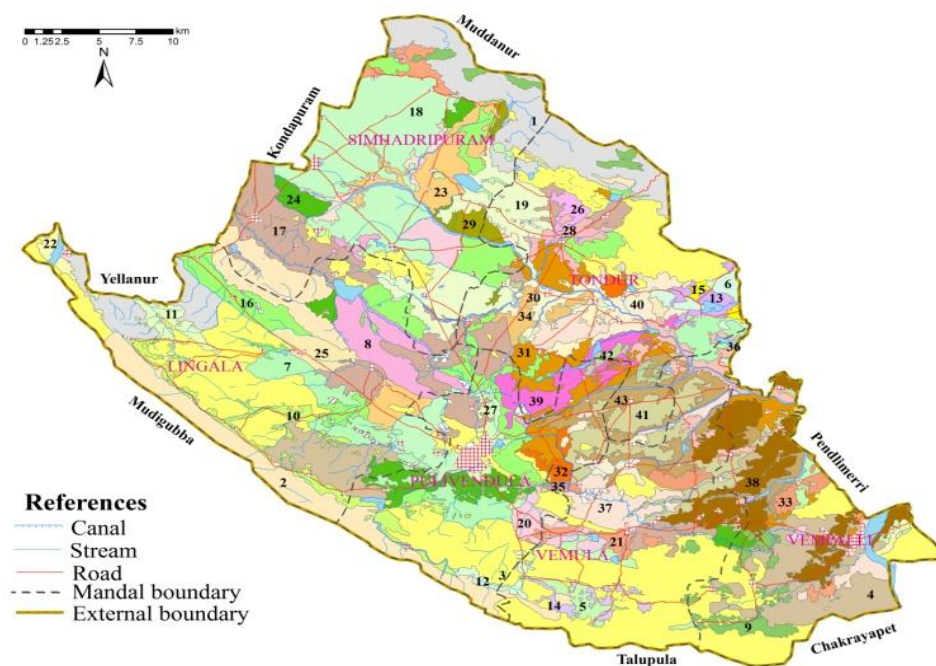 0 1.25 2.5 5 7.5 10
km
N
Muddanur
Kondapuram
1
18
SIMHADRIPURAM
24
23
19
26
29
28
17
22
Yellanur
TONDUR
15
6
13
16
30
40
11
34
36
8
25
31
42
LINGALA
7
39
43
41
27
10
Mudigubba
Pendlimerri
32
2
35
38
PULIVENDULA
33
37
References
20
VEMPALLI
Canal
21
VEMULA
Stream
Road
12
3
4
Mandal boundary
14
5
External boundary
9
Chakrayapet
Talupula